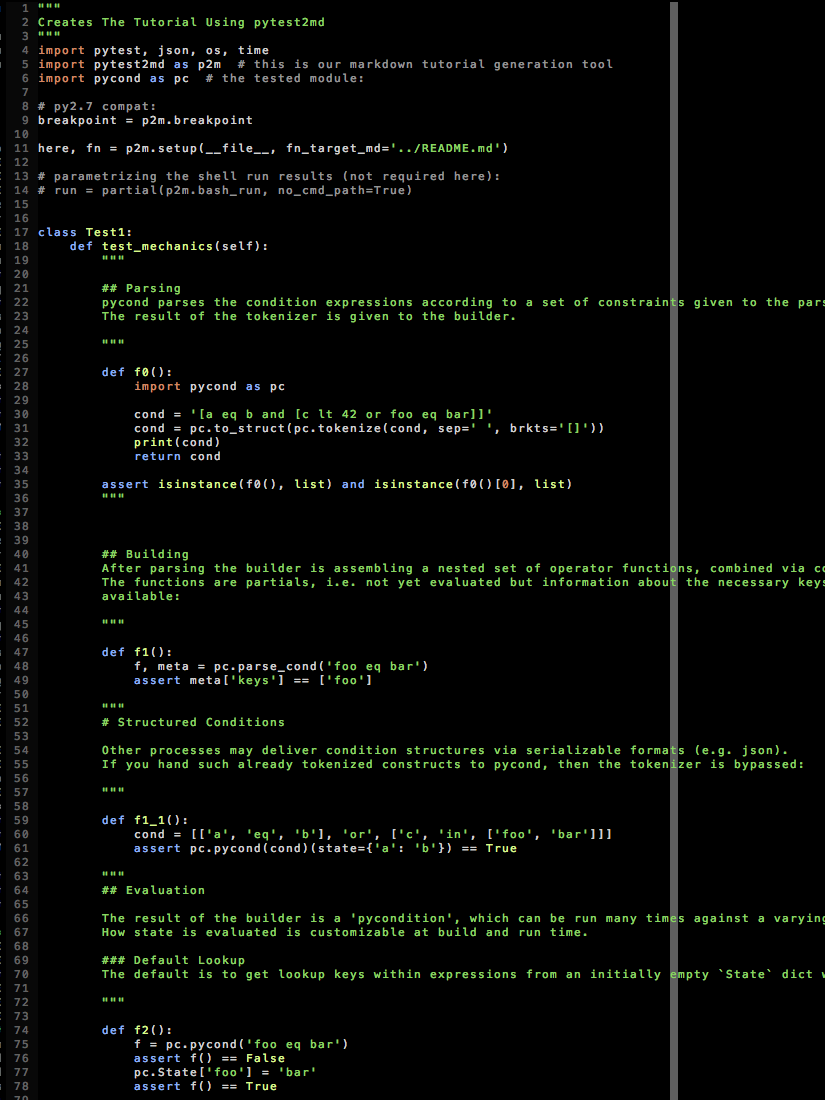 1 """
2 Creates The Tutorial Using pytest2md
3 """
4 import pytest, json, os, time
5 import pytest2md as p2m  # this is our markdown tutorial generation tool
6 import pycond as pc  # the tested module:
7
8 # py2.7 compat:
9 breakpoint = p2m.breakpoint
10
11 here, fn = p2m.setup(__file__, fn_target_md='../README.md')
12
13 # parametrizing the shell run results (not required here):
14 # run = partial(p2m.bash_run, no_cmd_path=True)
15
16
17 class Test1:
18     def test_mechanics(self):
19         """
20
21         ## Parsing
22         pycond parses the condition expressions according to a set of constraints given to the pars
23         The result of the tokenizer is given to the builder.
24
25         """
26
27         def f0():
28             import pycond as pc
29
30             cond = '[a eq b and [c lt 42 or foo eq bar]]'
31             cond = pc.to_struct(pc.tokenize(cond, sep=' ', brkts='[]'))
32             print(cond)
33             return cond
34
35         assert isinstance(f0(), list) and isinstance(f0()[0], list)
36         """
37
38
39
40         ## Building
41         After parsing the builder is assembling a nested set of operator functions, combined via co
42         The functions are partials, i.e. not yet evaluated but information about the necessary keys
43         available:
44
45         """
46
47         def f1():
48             f, meta = pc.parse_cond('foo eq bar')
49             assert meta['keys'] == ['foo']
50
51         """
52         # Structured Conditions
53
54         Other processes may deliver condition structures via serializable formats (e.g. json).
55         If you hand such already tokenized constructs to pycond, then the tokenizer is bypassed:
56
57         """
58
59         def f1_1():
60             cond = [['a', 'eq', 'b'], 'or', ['c', 'in', ['foo', 'bar']]]
61             assert pc.pycond(cond)(state={'a': 'b'}) == True
62
63         """
64         ## Evaluation
65
66         The result of the builder is a 'pycondition', which can be run many times against a varying
67         How state is evaluated is customizable at build and run time.
68
69         ### Default Lookup
70         The default is to get lookup keys within expressions from an initially empty `State` dict w
71
72         """
73
74         def f2():
75             f = pc.pycond('foo eq bar')
76             assert f() == False
77             pc.State['foo'] = 'bar'
78             assert f() == True